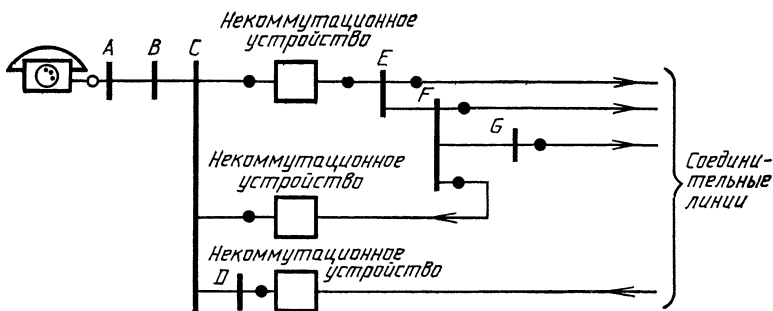 Некоммутационное
устройство
A B C
E
F
G
Некоммутационное
устройство
Соедини-
тельные
линии
Некоммутационное
устройство
D